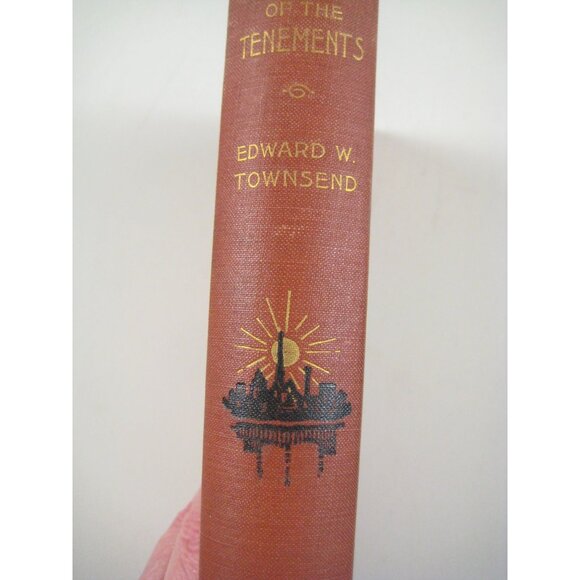 OF THE
TENEMENTS
EDWARD W.
TOWNSEND